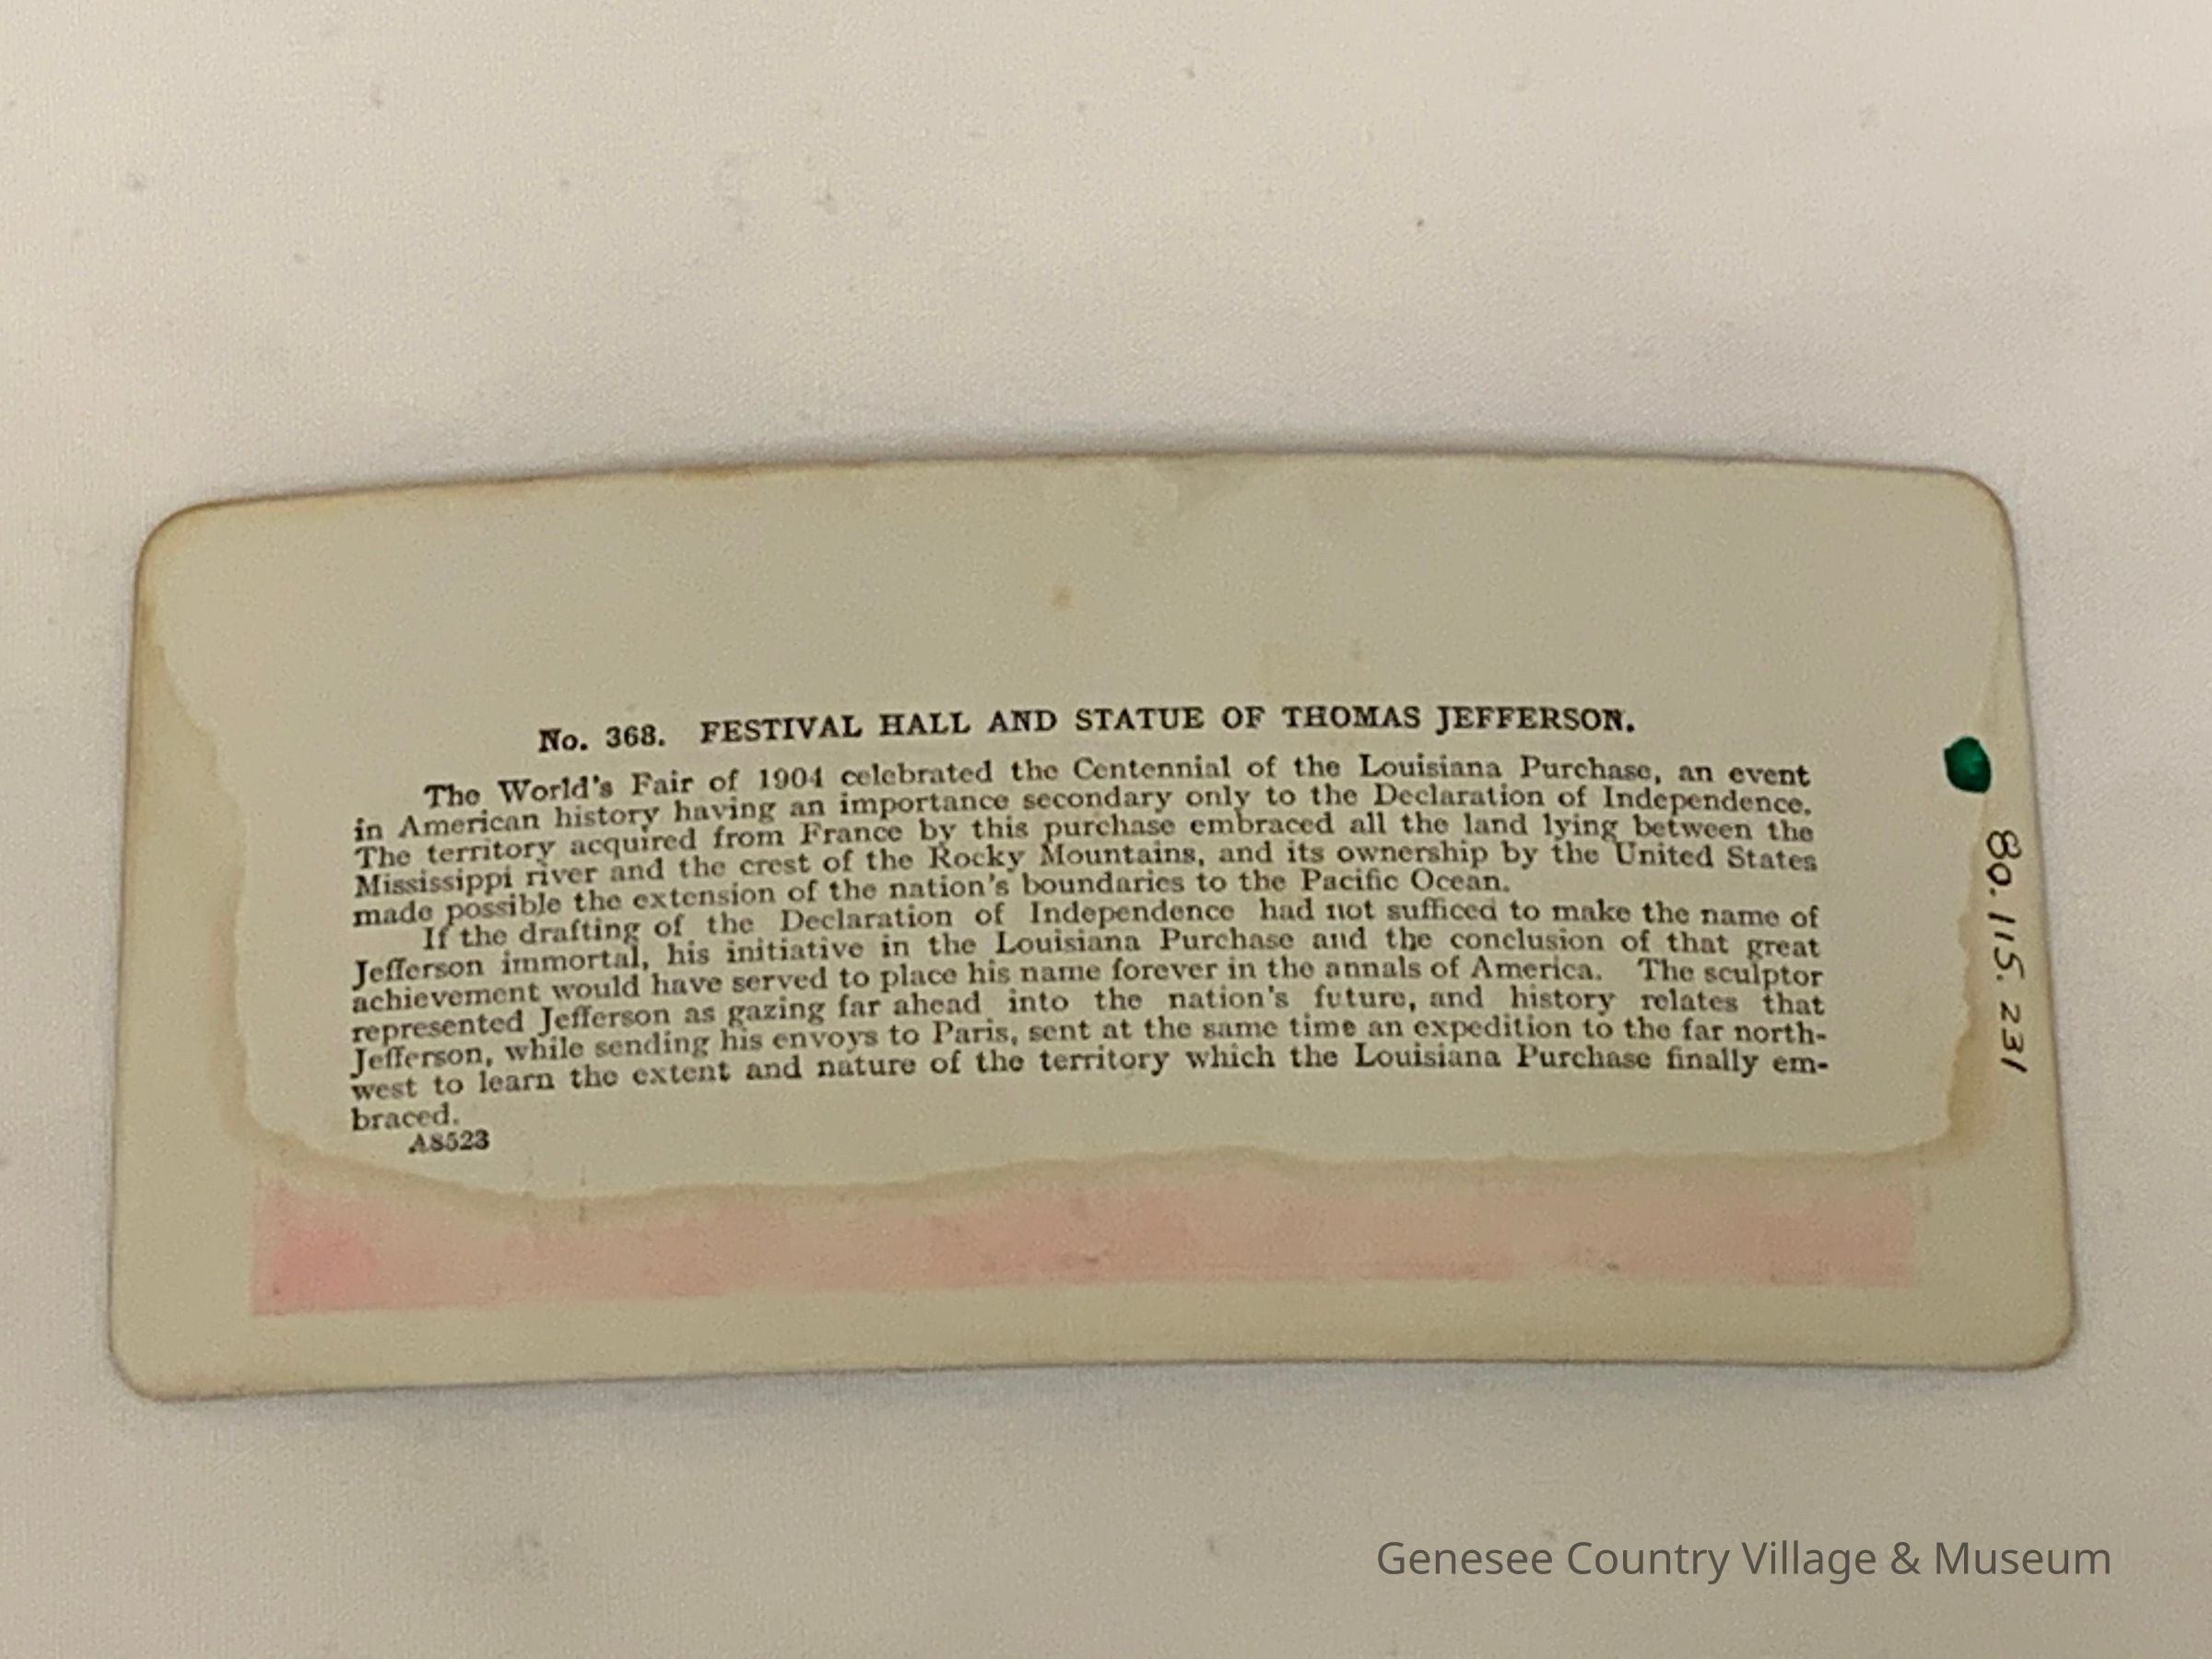 No. 368. FESTIVAL HALL AND STATUE OF THOMAS JEFFERSON.
The World's Fair of 1904 celebrated the Centennial of the Louisiana Purchase, an event
in American history having an importance secondary only to the Declaration of Independence.
The territory acquired from France by this purchase embraced all the land lying between the
Mississippi river and the crest of the Rocky Mountains, and its ownership by the United States
made possible the extension of the nation's boundaries to the Pacific Ocean.
If the drafting of the Declaration of Independence had not sufficed to make the name of
Jefferson immortal, his initiative in the Louisiana Purchase and the conclusion of that great
achievement would have served to place his name forever in the annals of America. The sculptor
represented Jefferson as gazing far ahead into the nation's future, and history relates that
Jefferson, while sending his envoys to Paris, sent at the same time an expedition to the far north-
west to learn the extent and nature of the territory which the Louisiana Purchase finally em-
braced.
A8523
80.115.231
Genesee Country Village & Museum